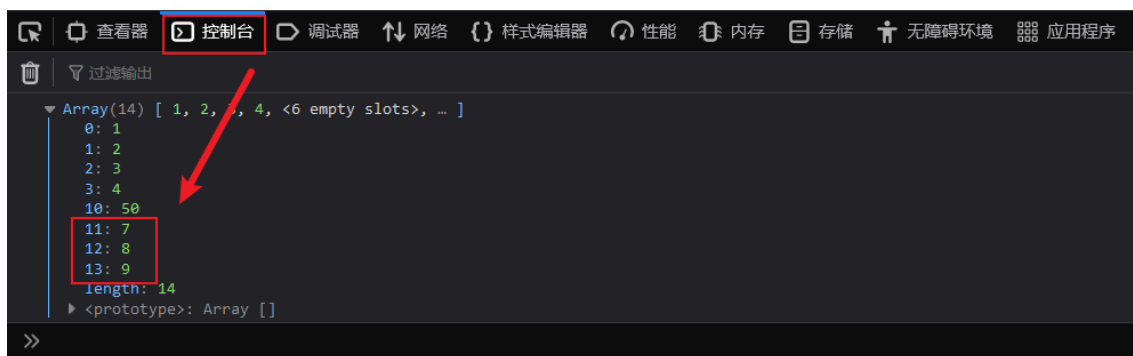 查看器 控制台 调试器 网络 {} 样式编辑器 性能 内存 存储 无障碍环境 应用程序
过滤输出
Array(14) [ 1, 2, 3, 4, <6 empty slots>, … ]
0: 1
1: 2
2: 3
3: 4
10: 50
11: 7
12: 8
13: 9
length: 14
<prototype>: Array []